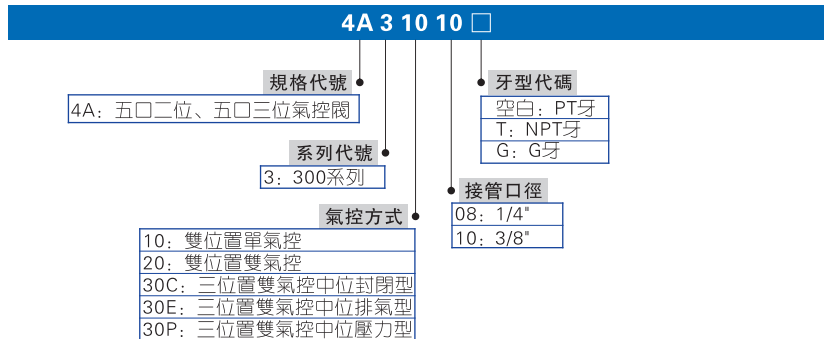 4A 3 10 10 □
規格代號
4A：五口二位、五口三位氣控閥
系列代號
3：300系列
氣控方式
10：雙位置單氣控
20：雙位置雙氣控
30C：三位置雙氣控中位封閉型
30E：三位置雙氣控中位排氣型
30P：三位置雙氣控中位壓力型
牙型代碼
空白：PT牙
T：NPT牙
G：G牙
接管口徑
08：1/4"
10：3/8"